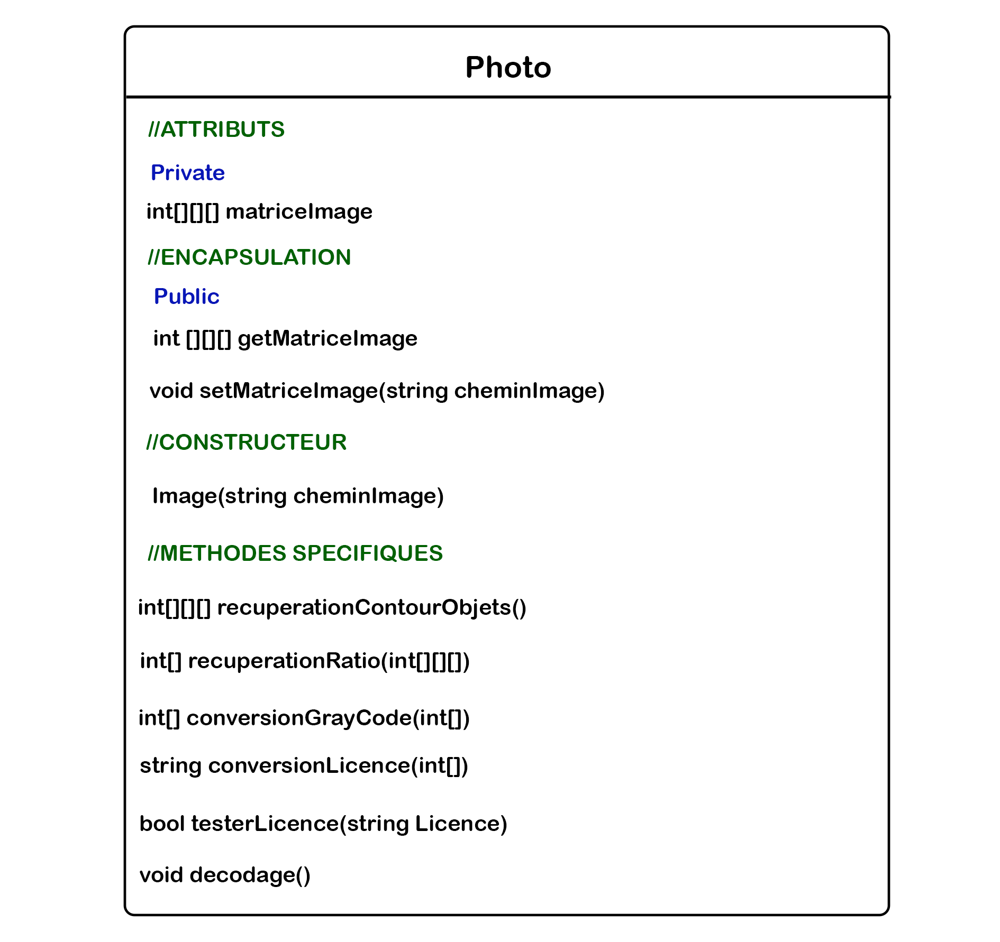 Photo
//ATTRIBUTS
Private
int[][][] matriceImage
//ENCAPSULATION
Public
int [][][] getMatriceImage
void setMatriceImage(string cheminImage)
//CONSTRUCTEUR
Image(string cheminImage)
//METHODES SPECIFIQUES
int[][][] recuperationContourObjets()
int[] recuperationRatio(int[][][])
int[] conversionGrayCode(int[])
string conversionLicence(int[])
bool testerLicence(string Licence)
void decodage()